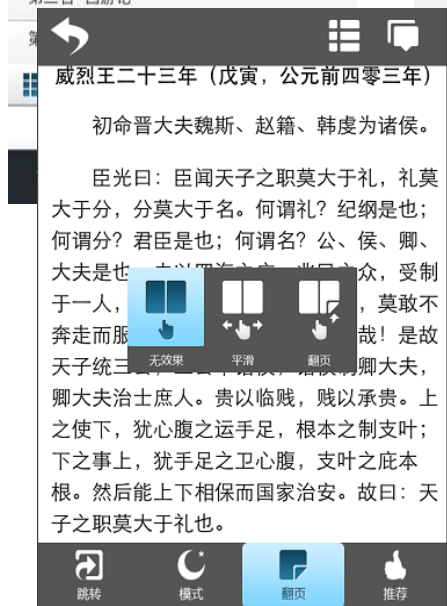 西游记
威烈王二十三年（戊寅，公元前四零三年）
初命晋大夫魏斯、赵籍、韩虔为诸侯。
臣光曰：臣闻天子之职莫大于礼，礼莫
大于分，分莫大于名。何谓礼？纪纲是也；
何谓分？君臣是也；何谓名？公、侯、卿、
大夫是也 众，受制
于一人， ，莫敢不
奔走而服 哉！是故
天子统三 卿大夫，
无效果 平滑 翻页
卿大夫治士庶人。贵以临贱，贱以承贵。上
之使下，犹心腹之运手足，根本之制支叶；
下之事上，犹手足之卫心腹，支叶之庇本
根。然后能上下相保而国家治安。故曰：天
子之职莫大于礼也。
跳转 模式 翻页 推荐